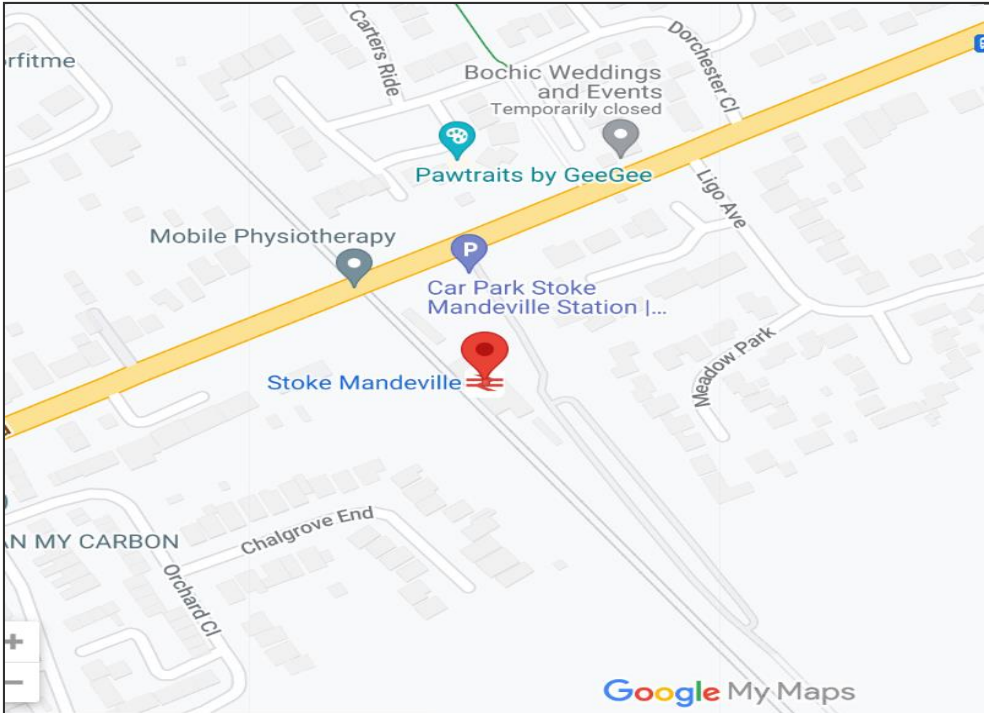 Carters Ride
Dorchester Cl
rfitme
Bochic Weddings
and Events
Temporarily closed
Pawtraits by GeeGee
Ligo Ave
Mobile Physiotherapy
P
Car Park Stoke
Mandeville Station |...
Meadow Park
Stoke Mandeville
Chalgrove End
AN MY CARBON
Orchard Cl
+
−
Google My Maps